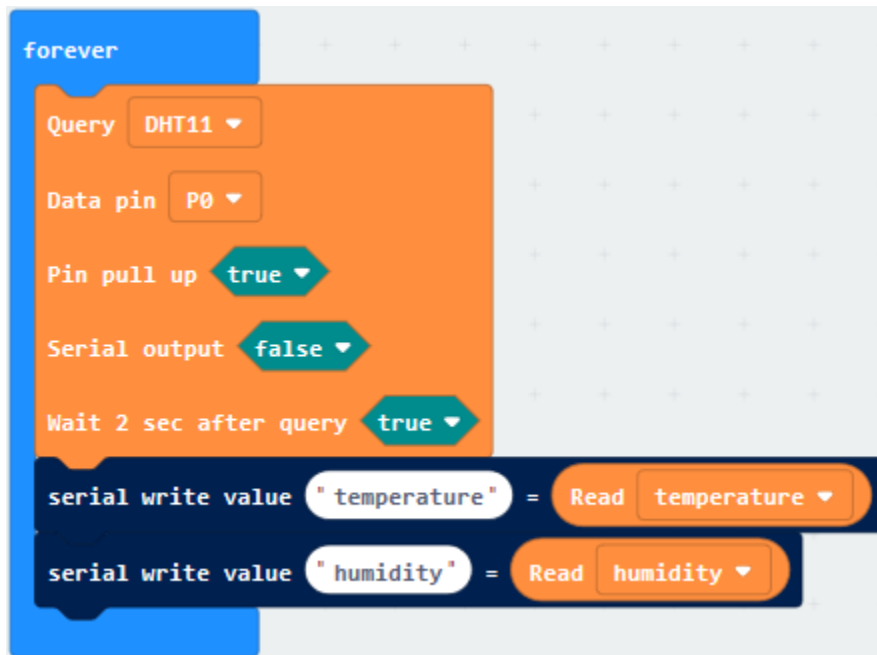 forever
Query DHT11
Data pin P0
Pin pull up true
Serial output false
Wait 2 sec after query true
serial write value "temperature" = Read temperature
serial write value "humidity" = Read humidity